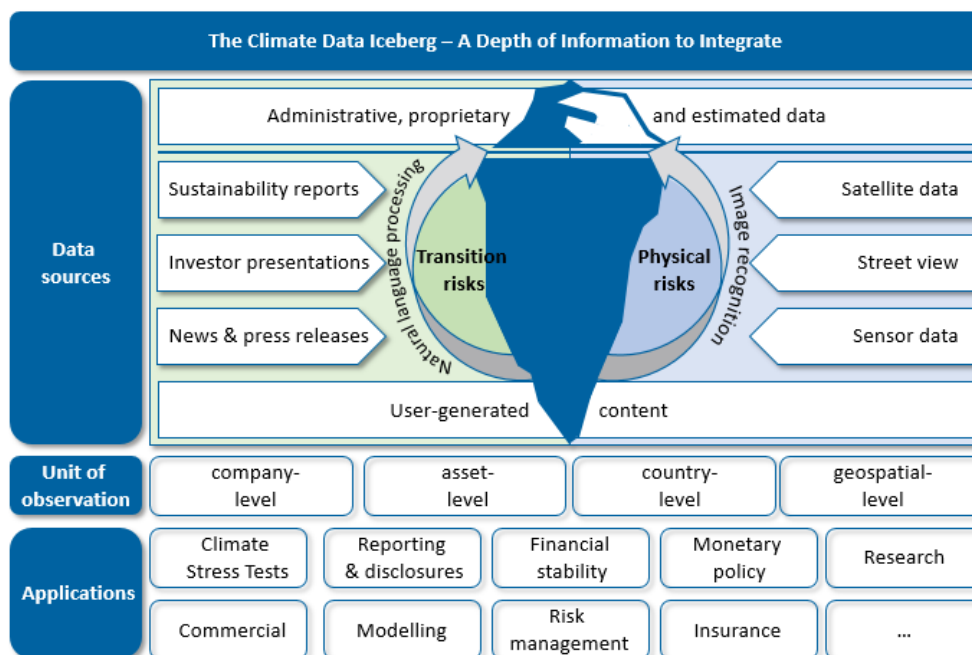 The Climate Data Iceberg – A Depth of Information to Integrate
Data
sources
Administrative, proprietary and estimated data
Sustainability reports
Investor presentations
News & press releases
Natural language processing
Transition
risks
Physical
risks
Image recognition
Satellite data
Street view
Sensor data
User-generated content
Unit of
observation
company-
level
asset-
level
country-
level
geospatial-
level
Applications
Climate
Stress Tests
Reporting
& disclosures
Financial
stability
Monetary
policy
Research
Commercial
Modelling
Risk
management
Insurance
...